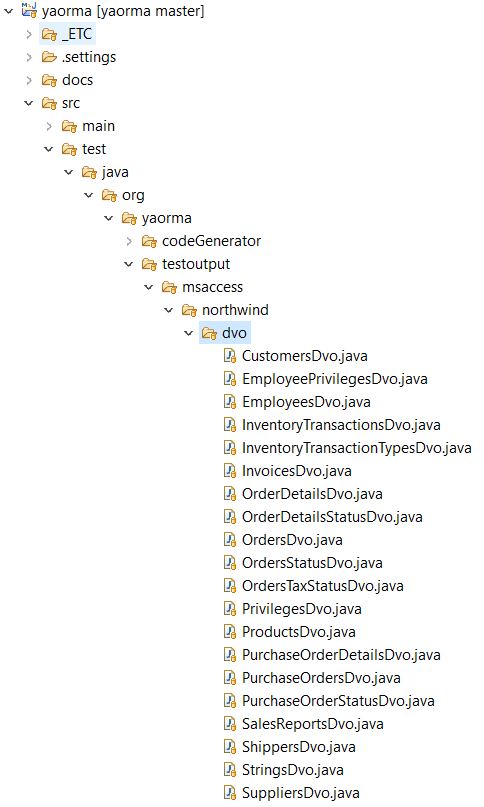 yaorma [yaorma master]
_ETC
.settings
docs
src
main
test
java
org
yaorma
codeGenerator
testoutput
msaccess
northwind
dvo
CustomersDvo.java
EmployeePrivilegesDvo.java
EmployeesDvo.java
InventoryTransactionsDvo.java
InventoryTransactionTypesDvo.java
InvoicesDvo.java
OrderDetailsDvo.java
OrderDetailsStatusDvo.java
OrdersDvo.java
OrdersStatusDvo.java
OrdersTaxStatusDvo.java
PrivilegesDvo.java
ProductsDvo.java
PurchaseOrderDetailsDvo.java
PurchaseOrdersDvo.java
PurchaseOrderStatusDvo.java
SalesReportsDvo.java
ShippersDvo.java
StringsDvo.java
SuppliersDvo.java